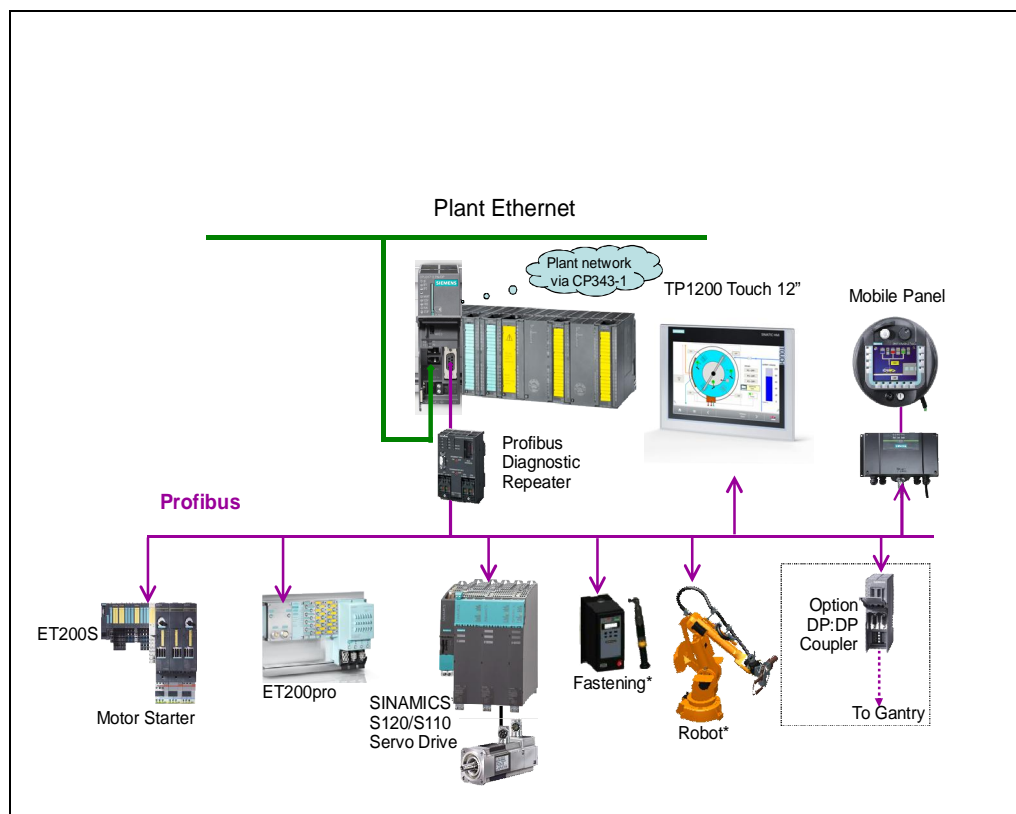 Plant Ethernet
Plant network
via CP343-1
TP1200 Touch 12”
Mobile Panel
SIEMENS
Profibus
Diagnostic
Repeater
Profibus
ET200S
Motor Starter
ET200pro
SINAMICS
S120/S110
Servo Drive
Fastening*
Robot*
Option
DP:DP
Coupler
To Gantry